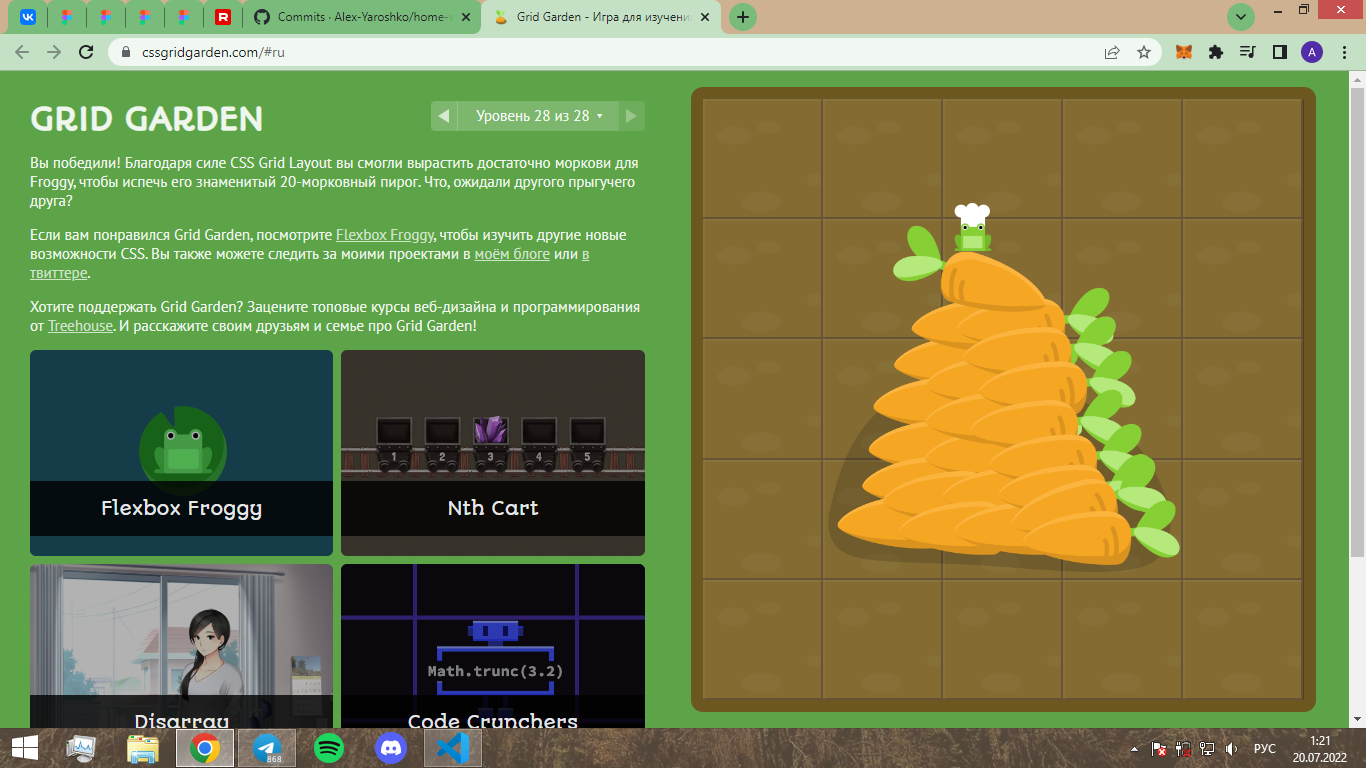 Commits · Alex-Yaroshko/home-
Grid Garden - Игра для изучени
cssgridgarden.com/#ru
A
GRID GARDEN
Уровень 28 из 28
Вы победили! Благодаря силе CSS Grid Layout вы смогли вырастить достаточно моркови для
Froggy, чтобы испечь его знаменитый 20-морковный пирог. Что, ожидали другого прыгучего
друга?
Если вам понравился Grid Garden, посмотрите Flexbox Froggy, чтобы изучить другие новые
возможности CSS. Вы также можете следить за моими проектами в моём блоге или в
твиттере.
Хотите поддержать Grid Garden? Зацените топовые курсы веб-дизайна и программирования
от Treehouse. И расскажите своим друзьям и семье про Grid Garden!
Flexbox Froggy
1 2 3 4 5
Nth Cart
Disarray
Math.trunc(3.2)
Code Crunchers
868
РУС
1:21
20.07.2022